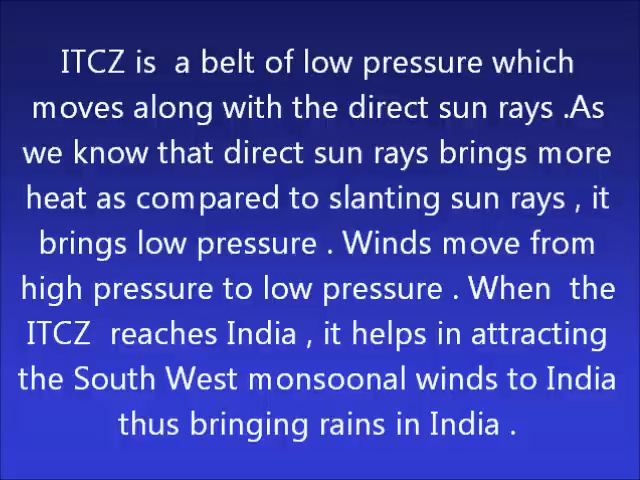 ITCZ is  a belt of low pressure which
moves along with the direct sun rays .As
we know that direct sun rays brings more
heat as compared to slanting sun rays , it
brings low pressure . Winds move from
high pressure to low pressure . When  the
ITCZ  reaches India , it helps in attracting
the South West monsoonal winds to India
thus bringing rains in India .